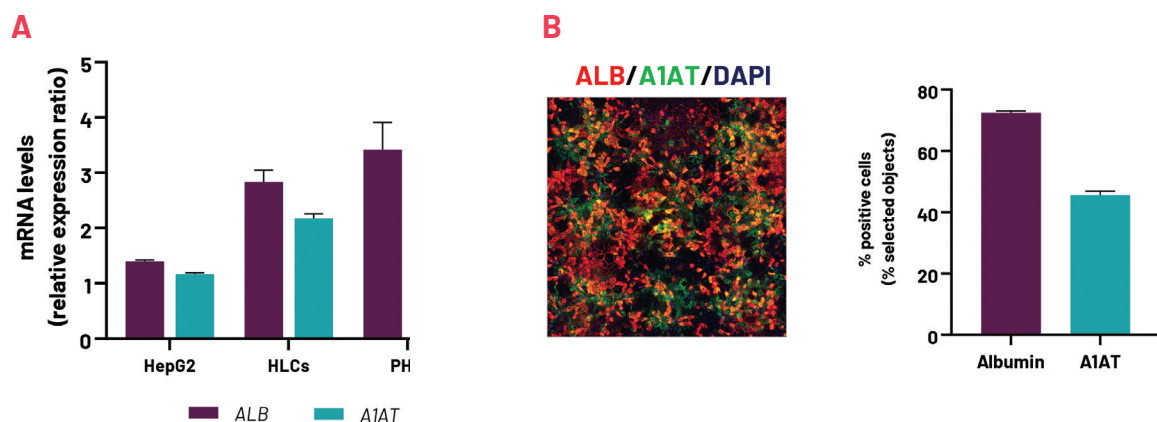 A
mRNA levels
(relative expression ratio)
5
4
3
2
1
0
HepG2 HLCs PH
ALB A1AT
B
ALB/A1AT/DAPI
% positive cells
(% selected objects)
80
60
40
20
0
Albumin A1AT